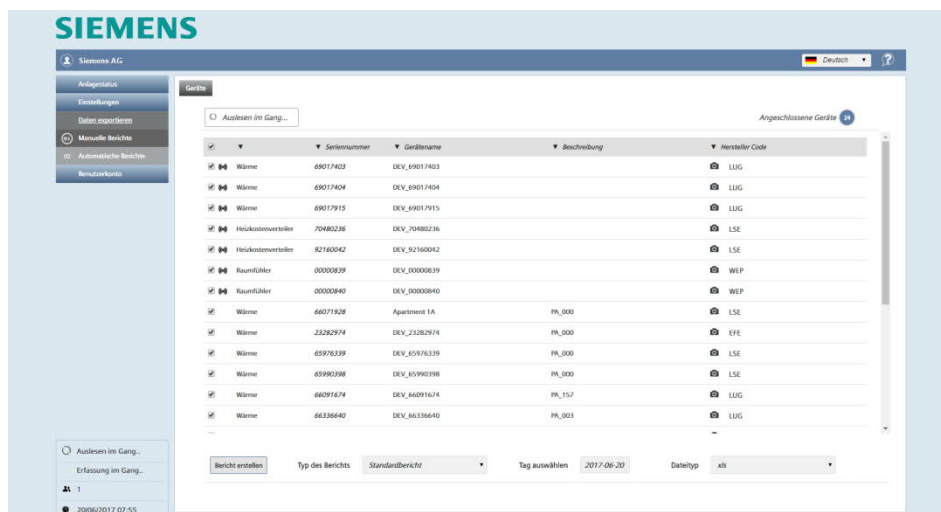 SIEMENS
Siemens AG
Deutsch
?
Anlagestatus
Einstellungen
Daten exportieren
01 Manuelle Berichte
02 Automatische Berichte
Benutzerkonto
Geräte
Auslesen im Gang...
Angeschlossene Geräte 24
Seriennummer Gerätename Beschreibung Hersteller Code
Wärme 69017403 DEV_69017403 LUG
Wärme 69017404 DEV_69017404 LUG
Wärme 69017915 DEV_69017915 LUG
Heizkostenverteiler 70480236 DEV_70480236 LSE
Heizkostenverteiler 92160042 DEV_92160042 LSE
Raumfühler 00000839 DEV_00000839 WEP
Raumfühler 00000840 DEV_00000840 WEP
Wärme 66071928 Apartment 1A PA_000 LSE
Wärme 23282974 DEV_23282974 PA_000 EFE
Wärme 65976339 DEV_65976339 PA_000 LSE
Wärme 65990398 DEV_65990398 PA_000 LSE
Wärme 66091674 DEV_66091674 PA_157 LUG
Wärme 66336640 DEV_66336640 PA_003 LUG
Bericht erstellen Typ des Berichts Standardbericht Tag auswählen 2017-06-20 Dateityp xls
Auslesen im Gang..
Erfassung im Gang..
1
20/06/2017 07:55